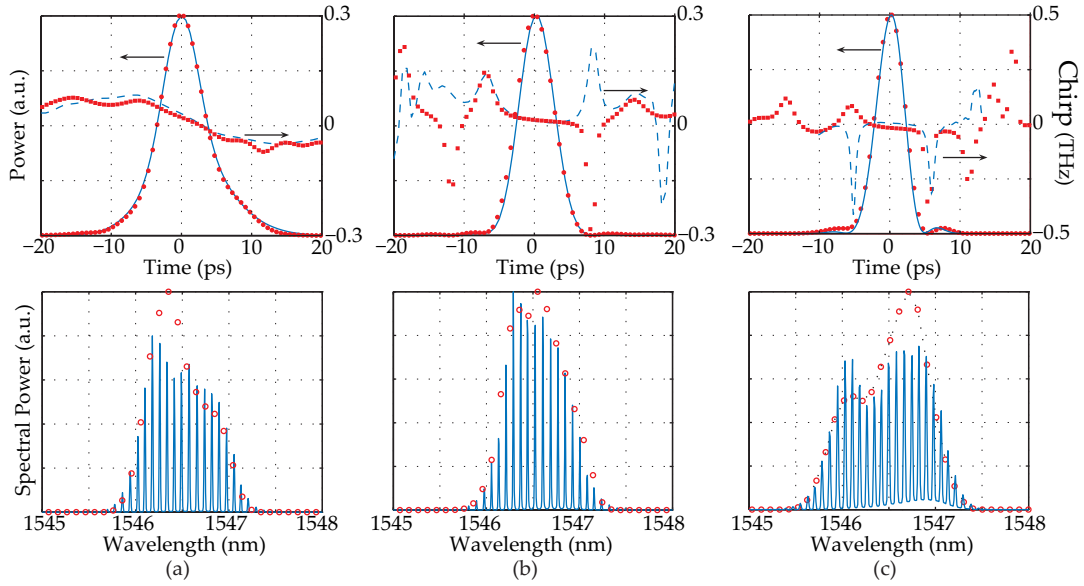 0.3
0.3
0.5
Power (a.u.)
0
0
0
Chirp (THz)
−0.3
−0.3
−0.5
−20 −10 0 10 20
−20 −10 0 10 20
−20 −10 0 10 20
Time (ps)
Time (ps)
Time (ps)
Spectral Power (a.u.)
1545 1546 1547 1548
1545 1546 1547 1548
1545 1546 1547 1548
Wavelength (nm)
Wavelength (nm)
Wavelength (nm)
(a)
(b)
(c)